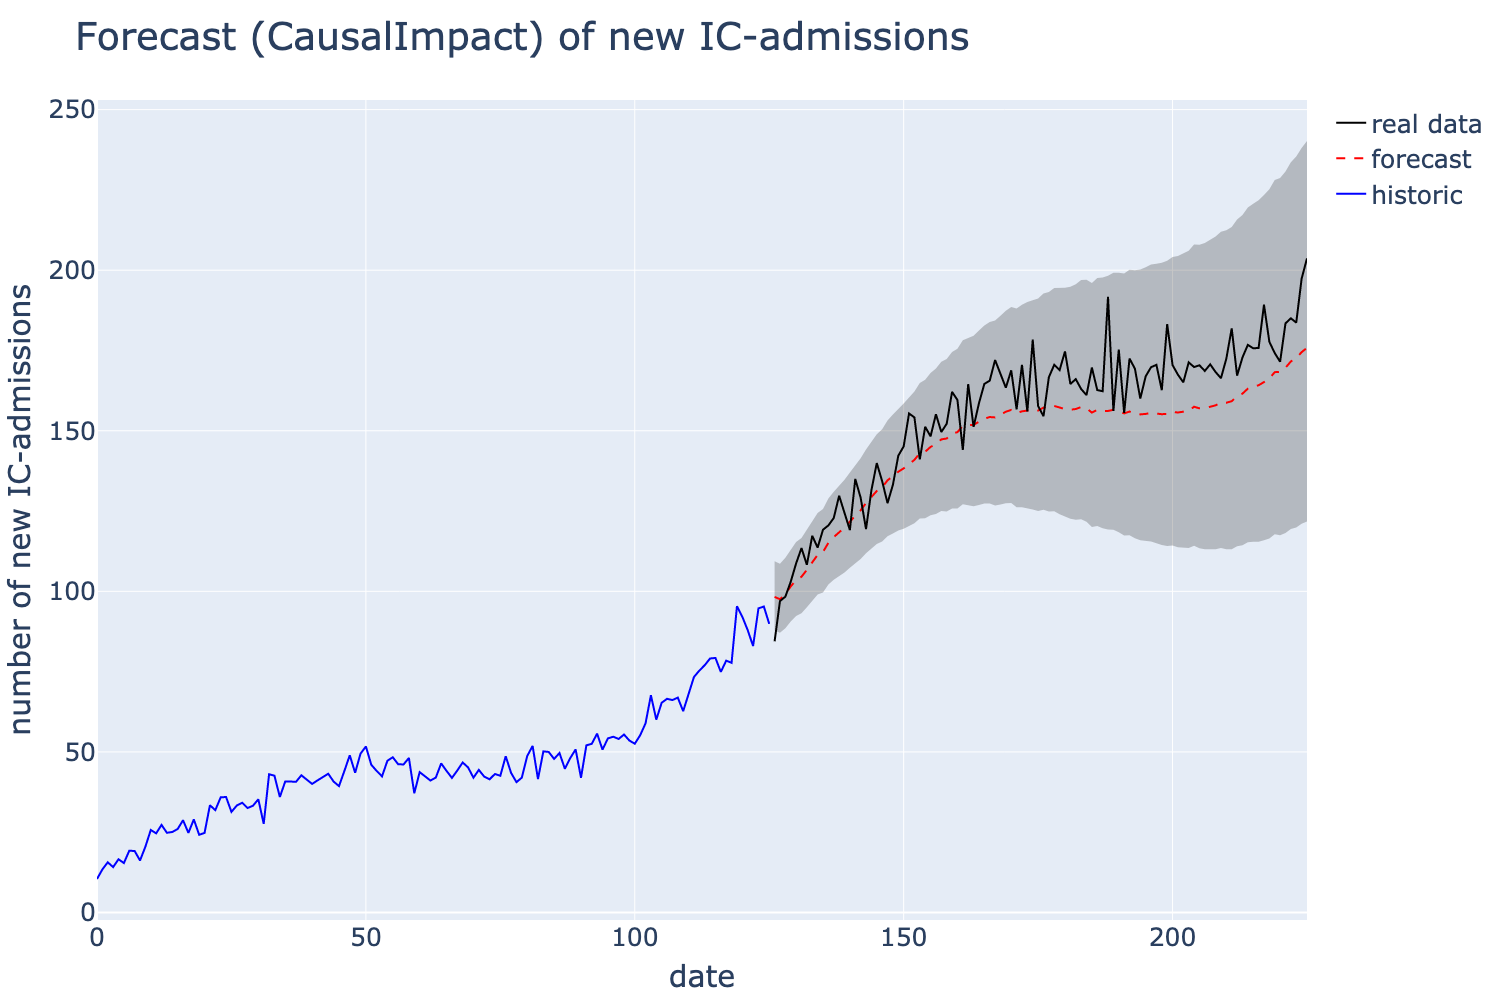 Forecast (CausalImpact) of new IC-admissions
250
200
150
100
50
0
number of new IC-admissions
0 50 100 150 200
date
real data
forecast
historic